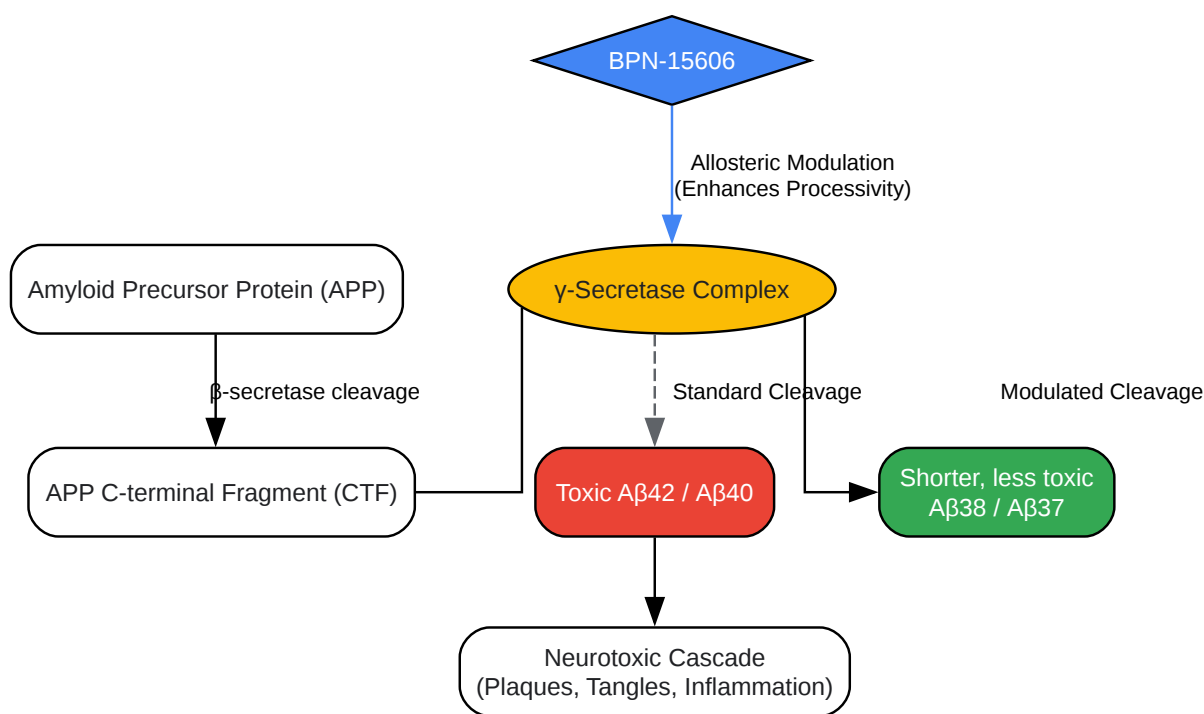 BPN-15606
Allosteric Modulation
(Enhances Processivity)
Amyloid Precursor Protein (APP)
γ-Secretase Complex
β-secretase cleavage
Standard Cleavage
Modulated Cleavage
APP C-terminal Fragment (CTF)
Toxic Aβ42 / Aβ40
Shorter, less toxic
Aβ38 / Aβ37
Neurotoxic Cascade
(Plaques, Tangles, Inflammation)